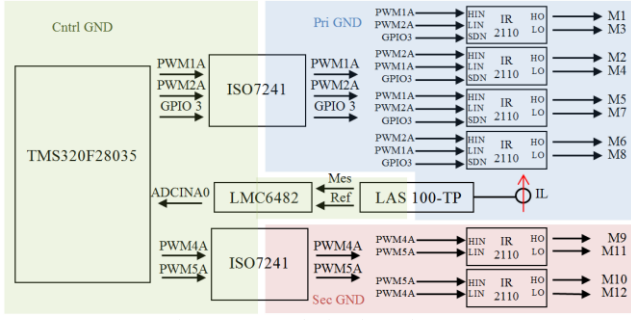 Cntrl GND
Pri GND
TMS320F28035
PWM1A
PWM2A
GPIO 3
ISO7241
PWM1A
PWM2A
GPIO 3
PWM1A
PWM2A
GPIO3
HIN
LIN
SDN
IR
2110
HO
LO
M1
M3
PWM2A
PWM1A
GPIO3
HIN
LIN
SDN
IR
2110
HO
LO
M2
M4
PWM1A
PWM2A
GPIO3
HIN
LIN
SDN
IR
2110
HO
LO
M5
M7
PWM2A
PWM1A
GPIO3
HIN
LIN
SDN
IR
2110
HO
LO
M6
M8
ADCINA0
LMC6482
Mes
Ref
LAS 100-TP
IL
PWM4A
PWM5A
ISO7241
PWM4A
PWM5A
Sec GND
PWM4A
PWM5A
HIN
LIN
IR
2110
HO
LO
M9
M11
PWM5A
PWM4A
HIN
LIN
IR
2110
HO
LO
M10
M12